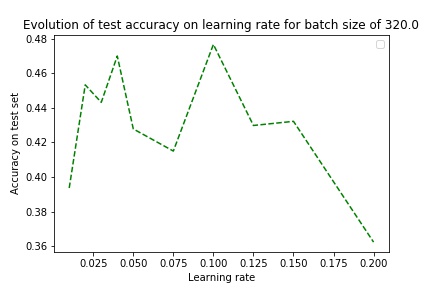 Evolution of test accuracy on learning rate for batch size of 320.0
0.48
0.46
0.44
0.42
0.40
0.38
0.36
Accuracy on test set
0.025 0.050 0.075 0.100 0.125 0.150 0.175 0.200
Learning rate